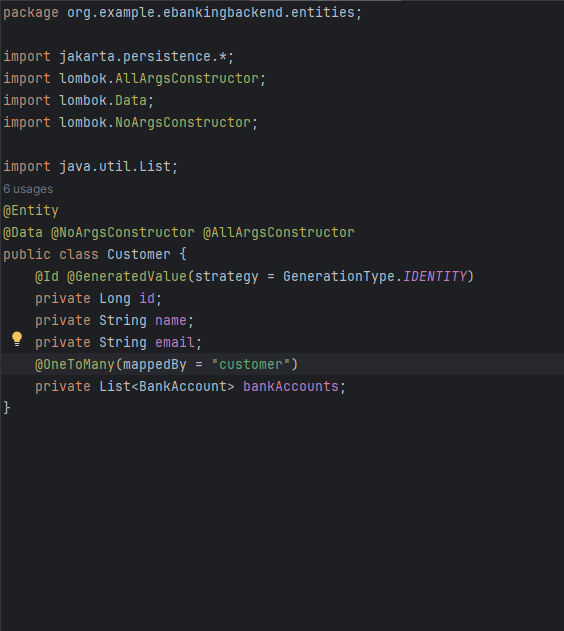 package org.example.ebankingbackend.entities;
import jakarta.persistence.*;
import lombok.AllArgsConstructor;
import lombok.Data;
import lombok.NoArgsConstructor;
import java.util.List;
6 usages
@Entity
@Data @NoArgsConstructor @AllArgsConstructor
public class Customer {
    @Id @GeneratedValue(strategy = GenerationType.IDENTITY)
    private Long id;
    private String name;
    private String email;
    @OneToMany(mappedBy = "customer")
    private List<BankAccount> bankAccounts;
}